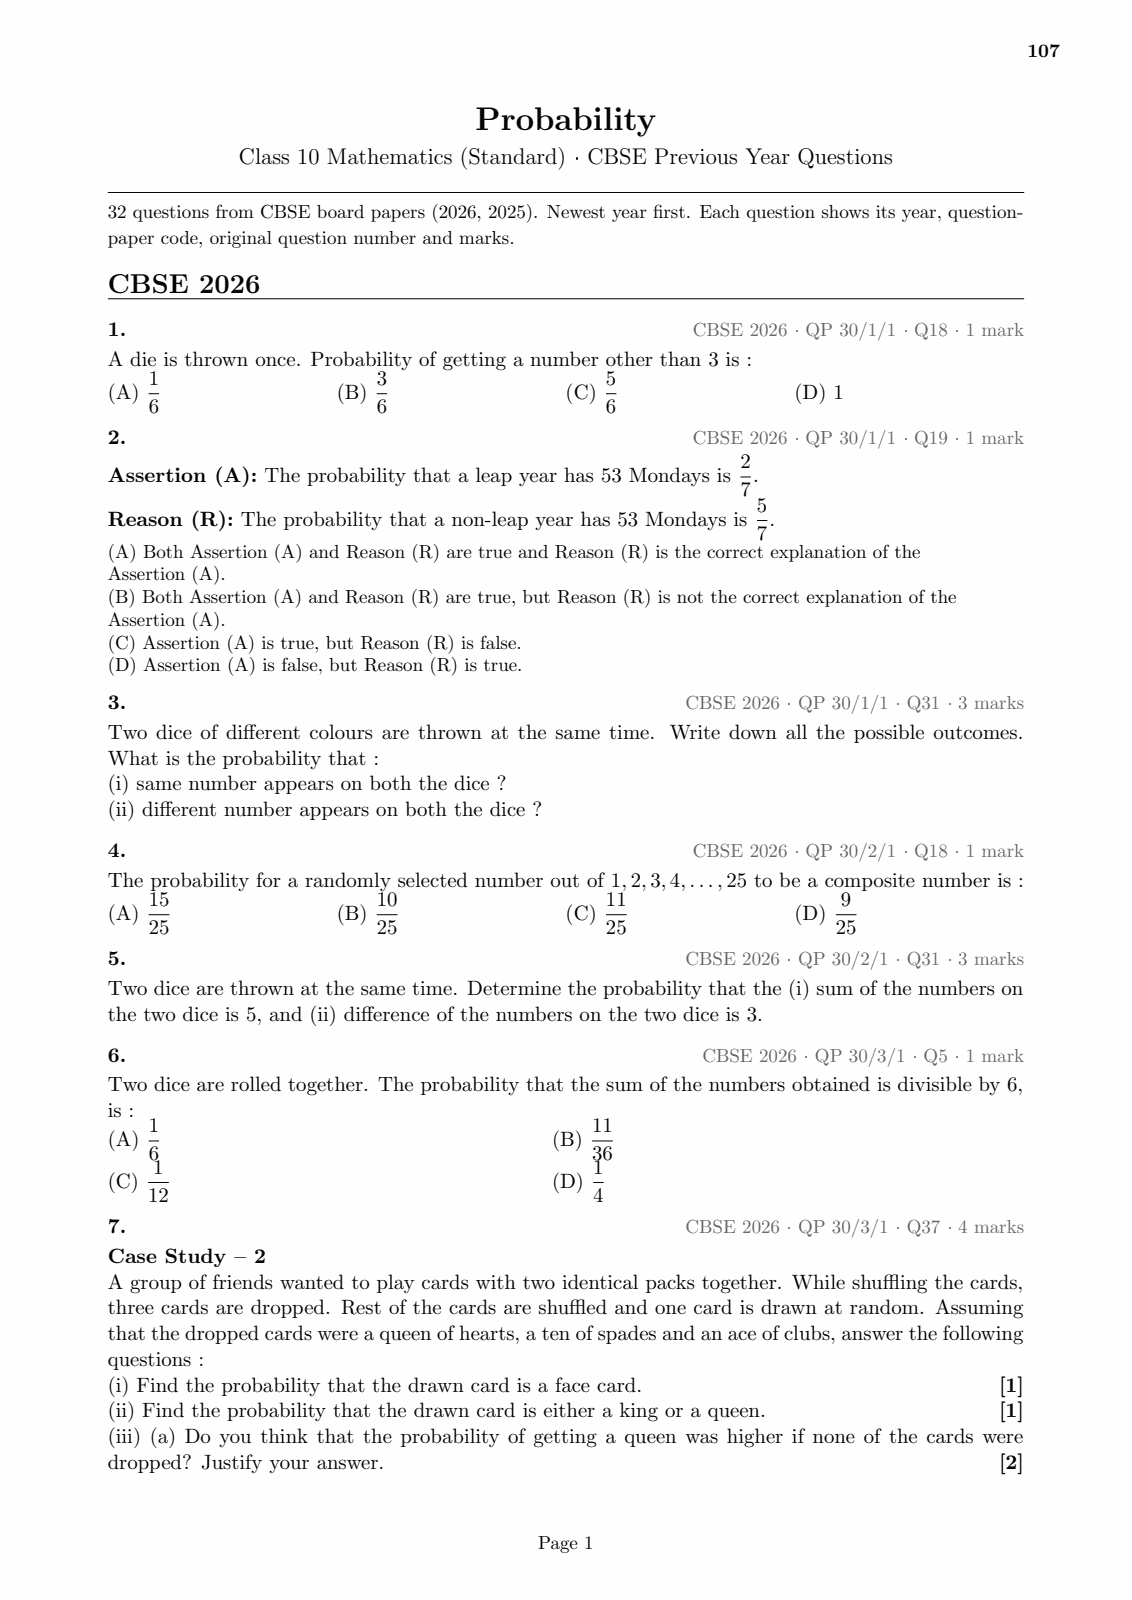 107
Probability
Class 10 Mathematics (Standard) · CBSE Previous Year Questions
32 questions from CBSE board papers (2026, 2025). Newest year first. Each question shows its year, question-
paper code, original question number and marks.
CBSE 2026
1. CBSE 2026 · QP 30/1/1 · Q18 · 1 mark
A die is thrown once. Probability of getting a number other than 3 is :
(A) 1/6 (B) 3/6 (C) 5/6 (D) 1
2. CBSE 2026 · QP 30/1/1 · Q19 · 1 mark
Assertion (A): The probability that a leap year has 53 Mondays is 2/7.
Reason (R): The probability that a non-leap year has 53 Mondays is 5/7.
(A) Both Assertion (A) and Reason (R) are true and Reason (R) is the correct explanation of the
Assertion (A).
(B) Both Assertion (A) and Reason (R) are true, but Reason (R) is not the correct explanation of the
Assertion (A).
(C) Assertion (A) is true, but Reason (R) is false.
(D) Assertion (A) is false, but Reason (R) is true.
3. CBSE 2026 · QP 30/1/1 · Q31 · 3 marks
Two dice of different colours are thrown at the same time. Write down all the possible outcomes.
What is the probability that :
(i) same number appears on both the dice ?
(ii) different number appears on both the dice ?
4. CBSE 2026 · QP 30/2/1 · Q18 · 1 mark
The probability for a randomly selected number out of 1, 2, 3, 4, . . . , 25 to be a composite number is :
(A) 15/25 (B) 10/25 (C) 11/25 (D) 9/25
5. CBSE 2026 · QP 30/2/1 · Q31 · 3 marks
Two dice are thrown at the same time. Determine the probability that the (i) sum of the numbers on
the two dice is 5, and (ii) difference of the numbers on the two dice is 3.
6. CBSE 2026 · QP 30/3/1 · Q5 · 1 mark
Two dice are rolled together. The probability that the sum of the numbers obtained is divisible by 6,
is :
(A) 1/6 (B) 11/36
(C) 1/12 (D) 1/4
7. CBSE 2026 · QP 30/3/1 · Q37 · 4 marks
Case Study – 2
A group of friends wanted to play cards with two identical packs together. While shuffling the cards,
three cards are dropped. Rest of the cards are shuffled and one card is drawn at random. Assuming
that the dropped cards were a queen of hearts, a ten of spades and an ace of clubs, answer the following
questions :
(i) Find the probability that the drawn card is a face card. [1]
(ii) Find the probability that the drawn card is either a king or a queen. [1]
(iii) (a) Do you think that the probability of getting a queen was higher if none of the cards were
dropped? Justify your answer. [2]
Page 1